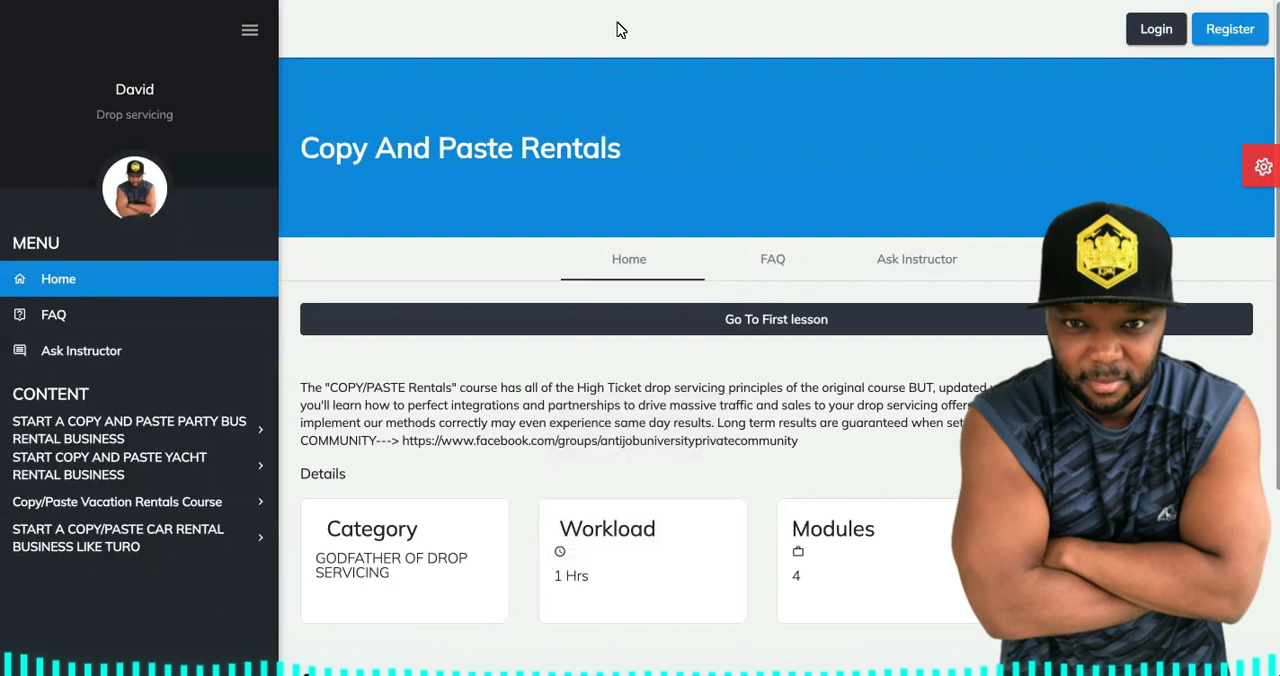 Login
Register
David
Drop servicing
Copy And Paste Rentals
KING
MENU
Home
FAQ
Ask Instructor
Home
FAQ
Ask Instructor
Go To First lesson
CONTENT
START A COPY AND PASTE PARTY BUS
RENTAL BUSINESS
START COPY AND PASTE YACHT
RENTAL BUSINESS
Copy/Paste Vacation Rentals Course
START A COPY/PASTE CAR RENTAL
BUSINESS LIKE TURO
The "COPY/PASTE Rentals" course has all of the High Ticket drop servicing principles of the original course BUT, updated
you'll learn how to perfect integrations and partnerships to drive massive traffic and sales to your drop servicing offers
implement our methods correctly may even experience same day results. Long term results are guaranteed when set
COMMUNITY---> https://www.facebook.com/groups/antijobuniversityprivatecommunity
Details
Category
GODFATHER OF DROP
SERVICING
Workload
1 Hrs
Modules
4